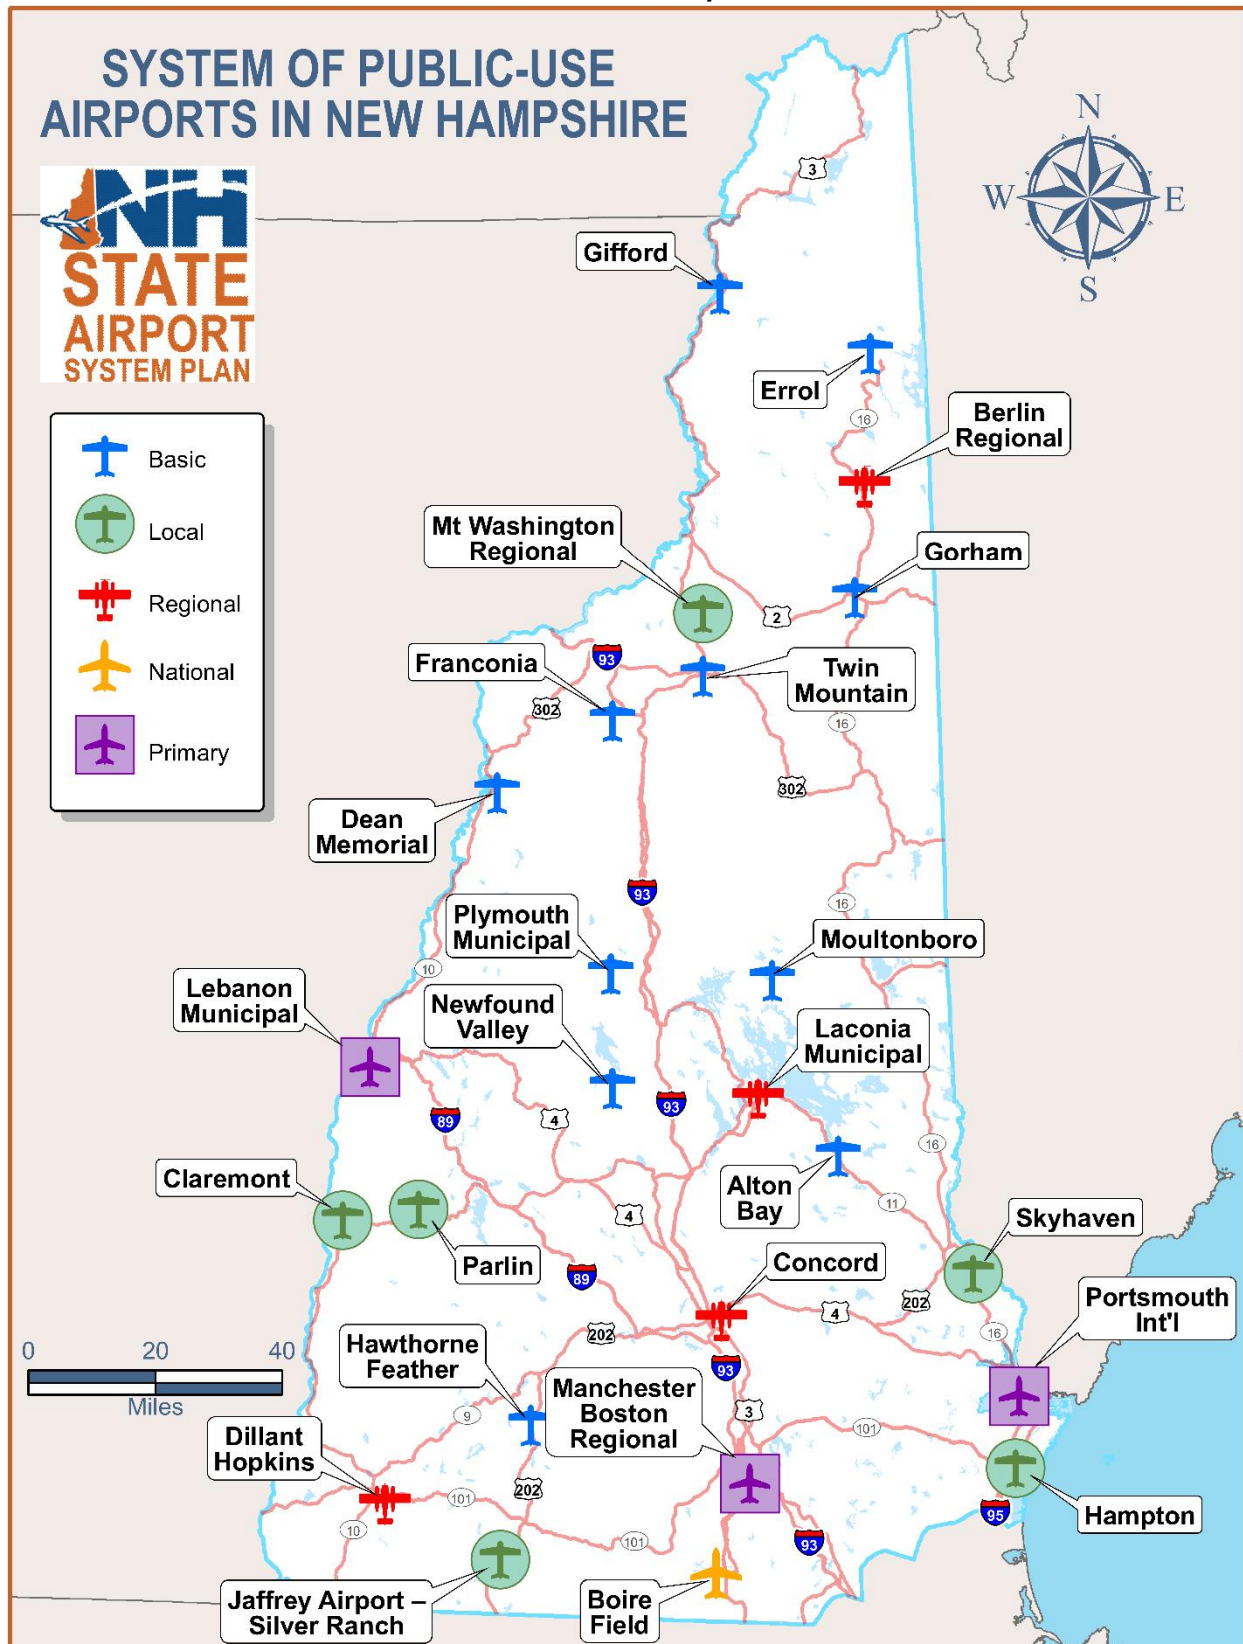 SYSTEM OF PUBLIC-USE
AIRPORTS IN NEW HAMPSHIRE
NH
STATE
AIRPORT
SYSTEM PLAN
N
W
E
S
Basic
Local
Regional
National
Primary
3
Gifford
Errol
16
Berlin
Regional
Mt Washington
Regional
Gorham
2
Franconia
93
Twin
Mountain
302
16
302
Dean
Memorial
93
16
Plymouth
Municipal
Moultonboro
10
Lebanon
Municipal
Newfound
Valley
Laconia
Municipal
89
4
93
16
Claremont
Alton
Bay
11
4
Skyhaven
Parlin
Concord
89
202
Portsmouth
Int'l
4
16
202
0 20 40
Miles
Hawthorne
Feather
93
Manchester
Boston
Regional
3
9
101
Dillant
Hopkins
202
101
10
95
Hampton
101
93
Jaffrey Airport –
Silver Ranch
Boire
Field